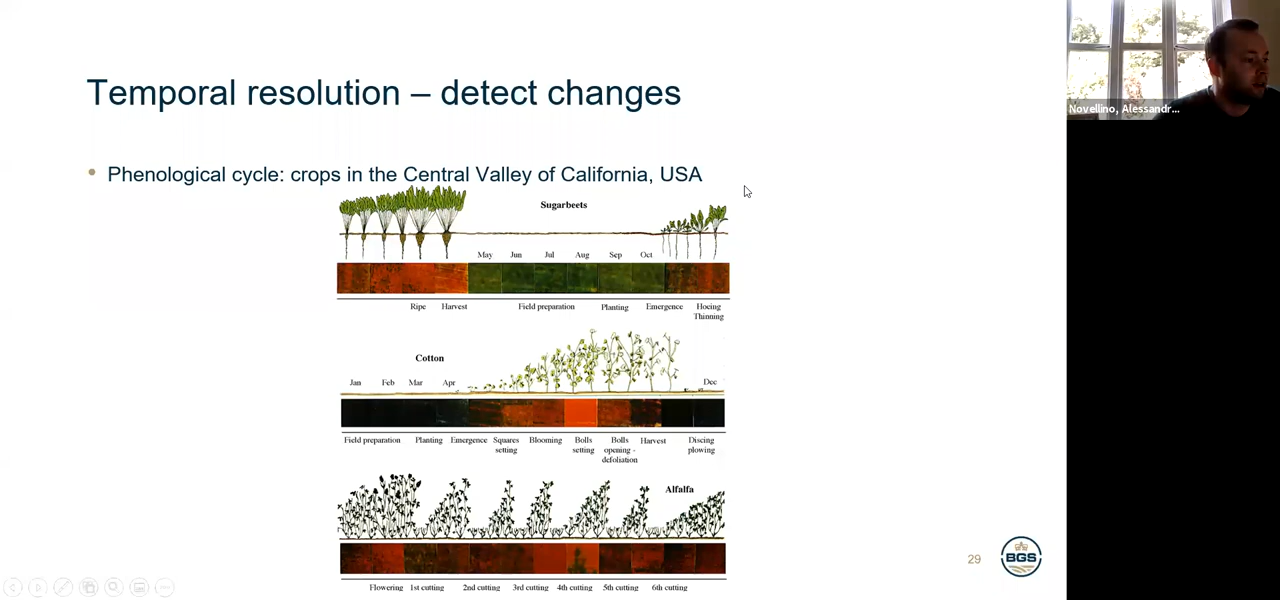 Temporal resolution – detect changes
Novellino, Alessandr...
• Phenological cycle: crops in the Central Valley of California, USA
Sugarbeets
May Jun Jul Aug Sep Oct
Ripe Harvest Field preparation Planting Emergence Hoeing
Thinning
Cotton
Jan Feb Mar Apr Dec
Field preparation Planting Emergence Squares setting Blooming Bolls setting Bolls opening - defoliation Harvest Discing plowing
Alfalfa
Flowering 1st cutting 2nd cutting 3rd cutting 4th cutting 5th cutting 6th cutting
29
BGS